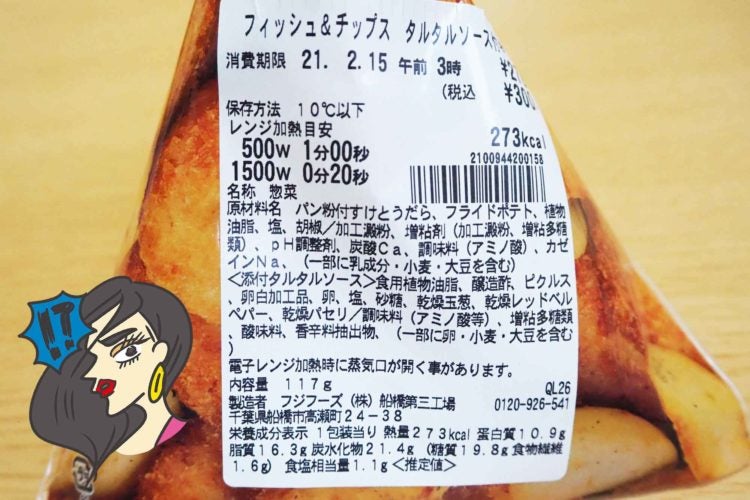 フィッシュ&チップス タルタルソース
消費期限 21. 2.15 午前 3時
(税込 ¥300
保存方法 10℃以下
レンジ加熱目安
273kcal
500W 1分00秒
2100944200158
1500W 0分20秒
名称 惣菜
原材料名 パン粉付すけとうだら、フライドポテト、植物
油脂、塩、胡椒/加工澱粉、増粘剤(加工澱粉、増粘多糖
類)、pH調整剤、炭酸Ca、調味料(アミノ酸)、カゼ
インNa、(一部に乳成分・小麦・大豆を含む)
<添付タルタルソース>食用植物油脂、醸造酢、ピクルス、
卵白加工品、卵、塩、砂糖、乾燥玉葱、乾燥レッドベル
ペパー、乾燥パセリ/調味料(アミノ酸等)、増粘多糖類
、酸味料、香辛料抽出物、(一部に卵・小麦・大豆を含む
)
電子レンジ加熱時に蒸気口が開く事があります。
内容量 117g
QL26
製造者 フジフーズ(株)船橋第三工場 0120-926-541
千葉県船橋市高瀬町24-38
栄養成分表示 1包装当り 熱量273kcal 蛋白質10.9g
脂質16.3g 炭水化物21.4g (糖質19.8g 食物繊維
1.6g) 食塩相当量1.1g<推定値>
!?